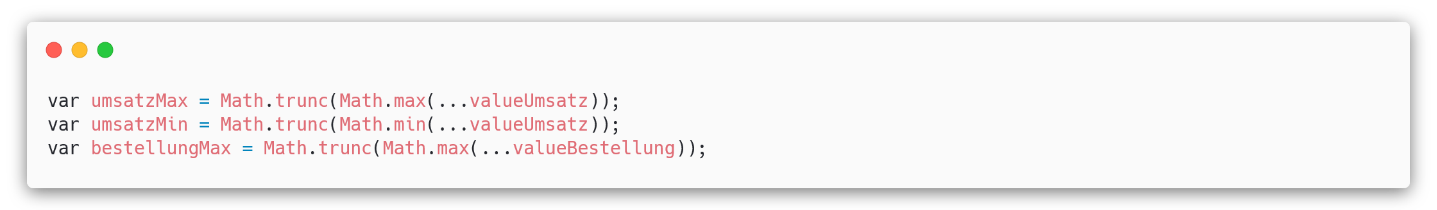 var umsatzMax = Math.trunc(Math.max(...valueUmsatz));
var umsatzMin = Math.trunc(Math.min(...valueUmsatz));
var bestellungMax = Math.trunc(Math.max(...valueBestellung));